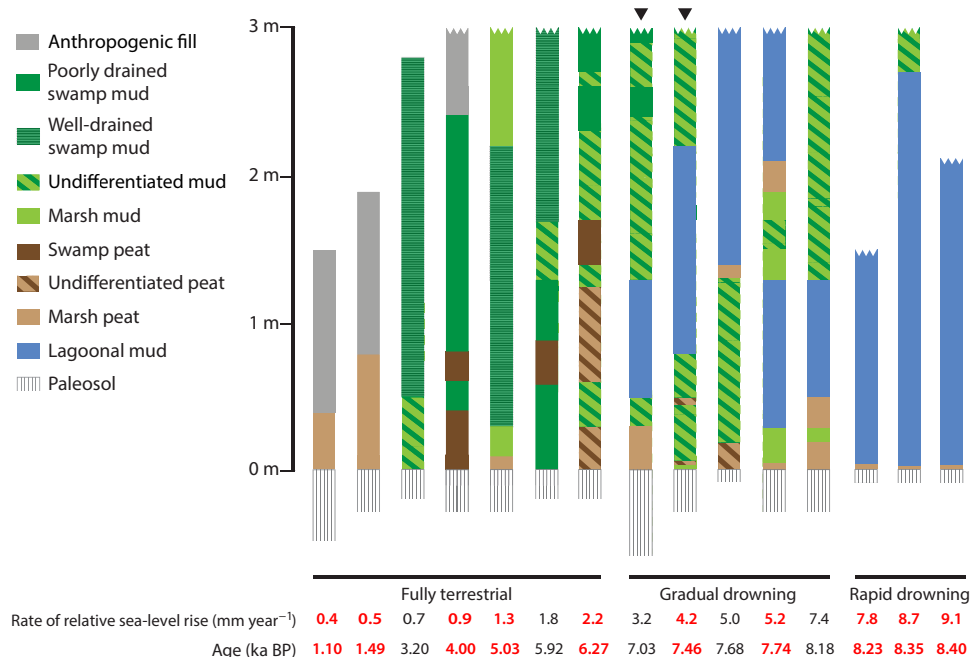 Anthropogenic fill
Poorly drained
swamp mud
Well-drained
swamp mud
Undifferentiated mud
Marsh mud
Swamp peat
Undifferentiated peat
Marsh peat
Lagoonal mud
Paleosol
3 m
2 m
1 m
0 m
Fully terrestrial Gradual drowning Rapid drowning
Rate of relative sea-level rise (mm year⁻¹) 0.4 0.5 0.7 0.9 1.3 1.8 2.2 3.2 4.2 5.0 5.2 7.4 7.8 8.7 9.1
Age (ka BP) 1.10 1.49 3.20 4.00 5.03 5.92 6.27 7.03 7.46 7.68 7.74 8.18 8.23 8.35 8.40